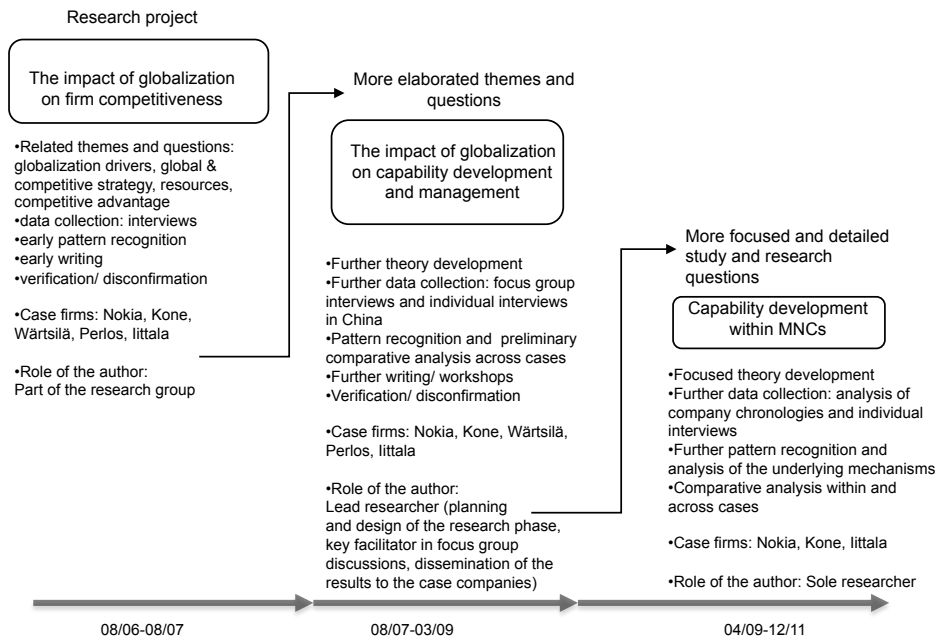 Research project
The impact of globalization
on firm competitiveness
•Related themes and questions:
globalization drivers, global &
competitive strategy, resources,
competitive advantage
•data collection: interviews
•early pattern recognition
•early writing
•verification/ disconfirmation
•Case firms: Nokia, Kone,
Wärtsilä, Perlos, Iittala
•Role of the author:
Part of the research group
More elaborated themes and
questions
The impact of globalization
on capability development
and management
•Further theory development
•Further data collection: focus group
interviews and individual interviews
in China
•Pattern recognition and preliminary
comparative analysis across cases
•Further writing/ workshops
•Verification/ disconfirmation
•Case firms: Nokia, Kone, Wärtsilä,
Perlos, Iittala
•Role of the author:
Lead researcher (planning
and design of the research phase,
key facilitator in focus group
discussions, dissemination of the
results to the case companies)
More focused and detailed
study and research
questions
Capability development
within MNCs
•Focused theory development
•Further data collection: analysis of
company chronologies and individual
interviews
•Further pattern recognition and
analysis of the underlying mechanisms
•Comparative analysis within and
across cases
•Case firms: Nokia, Kone, Iittala
•Role of the author: Sole researcher
08/06-08/07
08/07-03/09
04/09-12/11